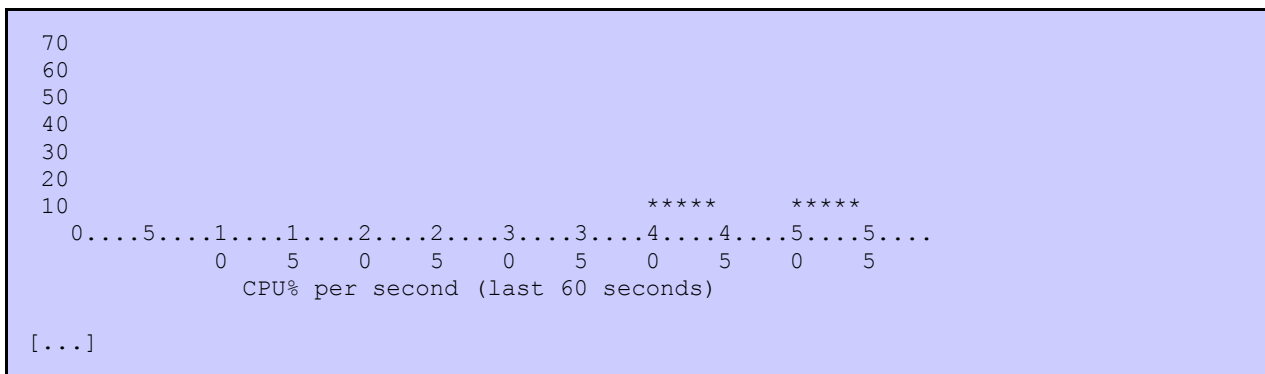 70
60
50
40
30
20
10                                        *****     *****
0....5....1....1....2....2....3....3....4....4....5....5....
          0    5    0    5    0    5    0    5    0    5
CPU% per second (last 60 seconds)
[...]